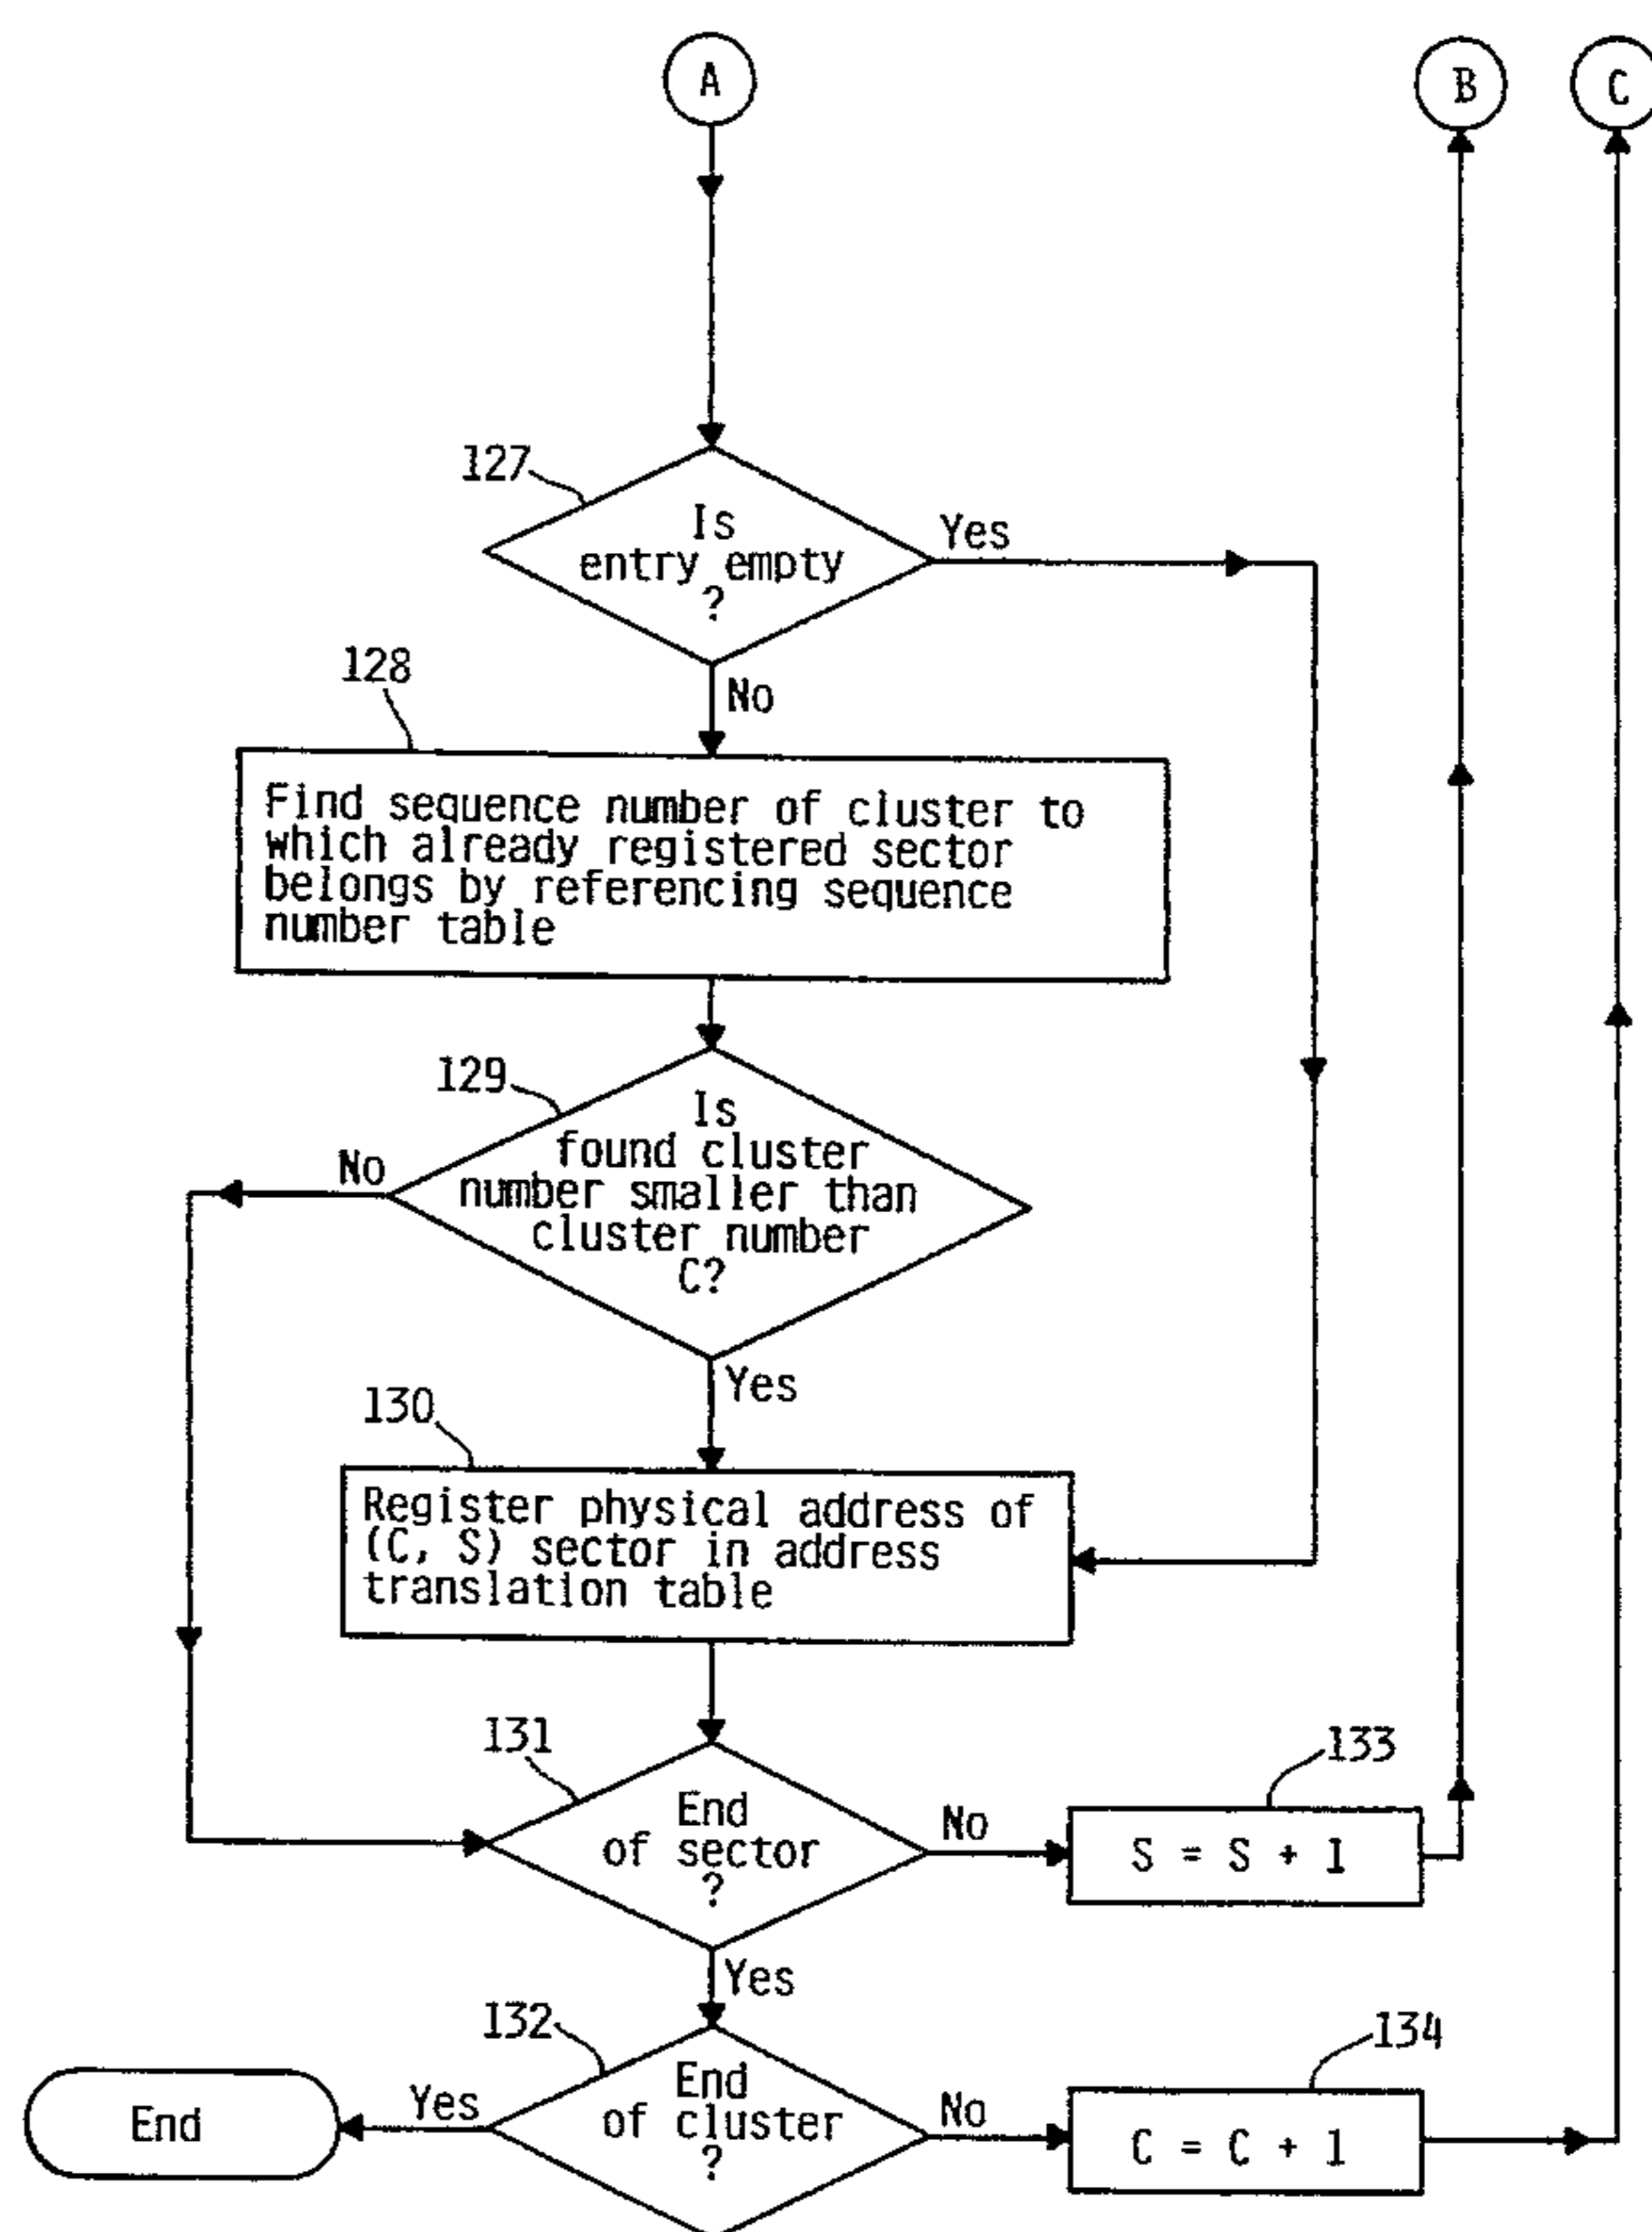 A
B
C
127
Is
entry empty
?
Yes
No
128
Find sequence number of cluster to
which already registered sector
belongs by referencing sequence
number table
129
Is
found cluster
number smaller than
cluster number
C?
No
Yes
130
Register physical address of
(C, S) sector in address
translation table
131
End
of sector
?
No
133
S = S + 1
Yes
132
End
of cluster
?
Yes
End
No
134
C = C + 1